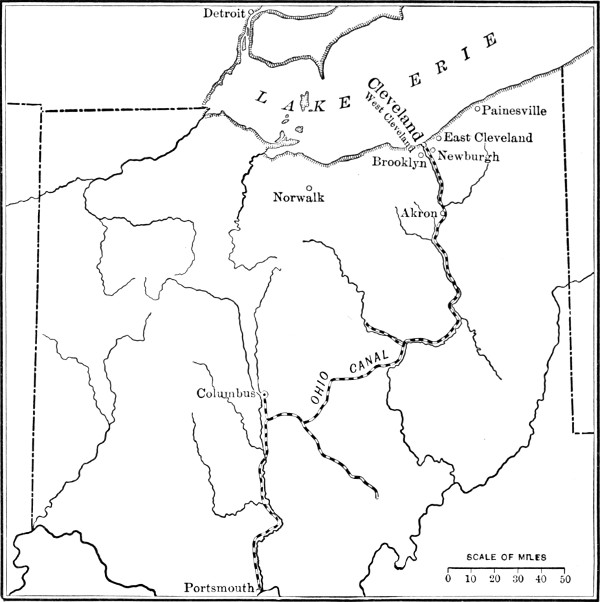 Detroit
LAKE ERIE
Cleveland
West Cleveland
Painesville
East Cleveland
Newburgh
Brooklyn
Norwalk
Akron
OHIO CANAL
Columbus
Portsmouth
SCALE OF MILES
0 10 20 30 40 50